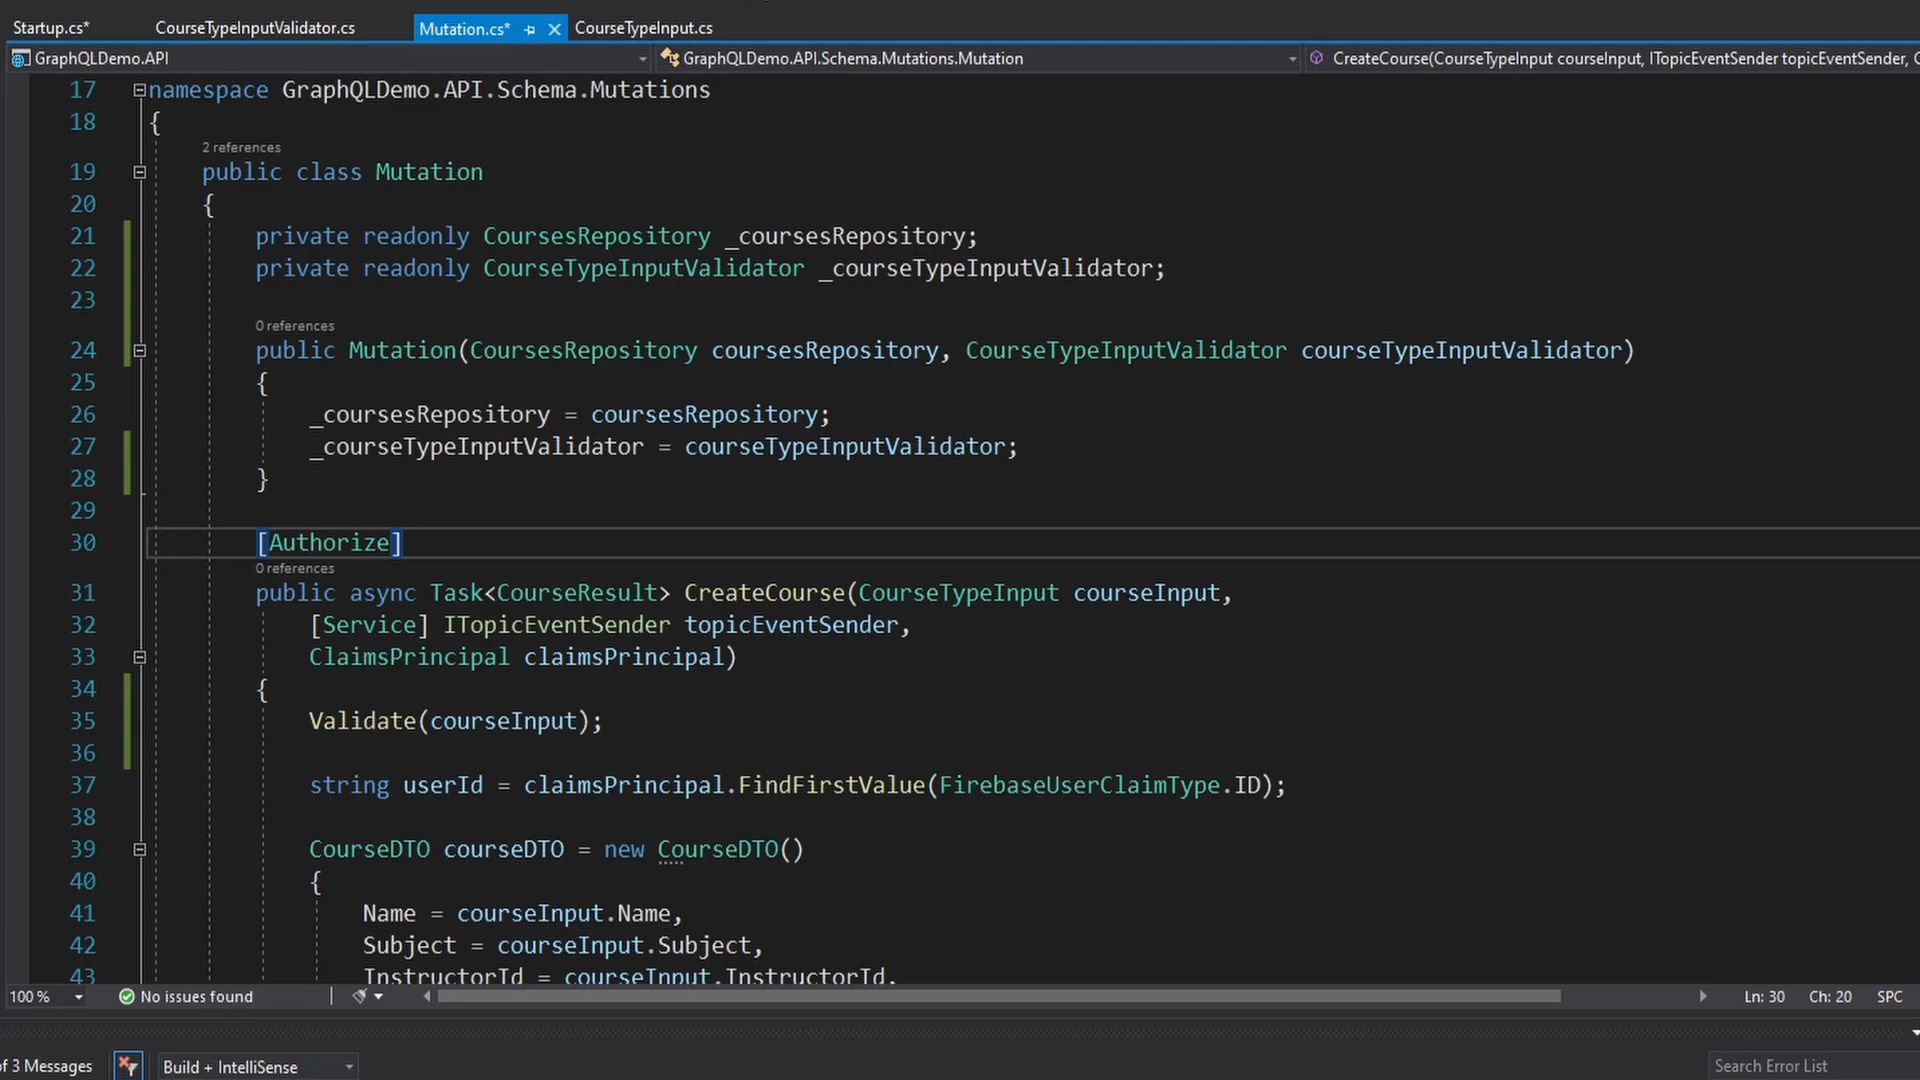 Startup.cs* CourseTypeInputValidator.cs Mutation.cs* CourseTypeInput.cs
GraphQLDemo.API GraphQLDemo.API.Schema.Mutations.Mutation CreateCourse(CourseTypeInput courseInput, ITopicEventSender topicEventSender, C
17 namespace GraphQLDemo.API.Schema.Mutations
18 {
2 references
19 public class Mutation
20 {
21 private readonly CoursesRepository _coursesRepository;
22 private readonly CourseTypeInputValidator _courseTypeInputValidator;
23
0 references
24 public Mutation(CoursesRepository coursesRepository, CourseTypeInputValidator courseTypeInputValidator)
25 {
26 _coursesRepository = coursesRepository;
27 _courseTypeInputValidator = courseTypeInputValidator;
28 }
29
30 [Authorize]
0 references
31 public async Task<CourseResult> CreateCourse(CourseTypeInput courseInput,
32 [Service] ITopicEventSender topicEventSender,
33 ClaimsPrincipal claimsPrincipal)
34 {
35 Validate(courseInput);
36
37 string userId = claimsPrincipal.FindFirstValue(FirebaseUserClaimType.ID);
38
39 CourseDTO courseDTO = new CourseDTO()
40 {
41 Name = courseInput.Name,
42 Subject = courseInput.Subject,
43 InstructorId = courseInput.InstructorId,
100 % No issues found Ln: 30 Ch: 20 SPC
of 3 Messages Build + IntelliSense Search Error List